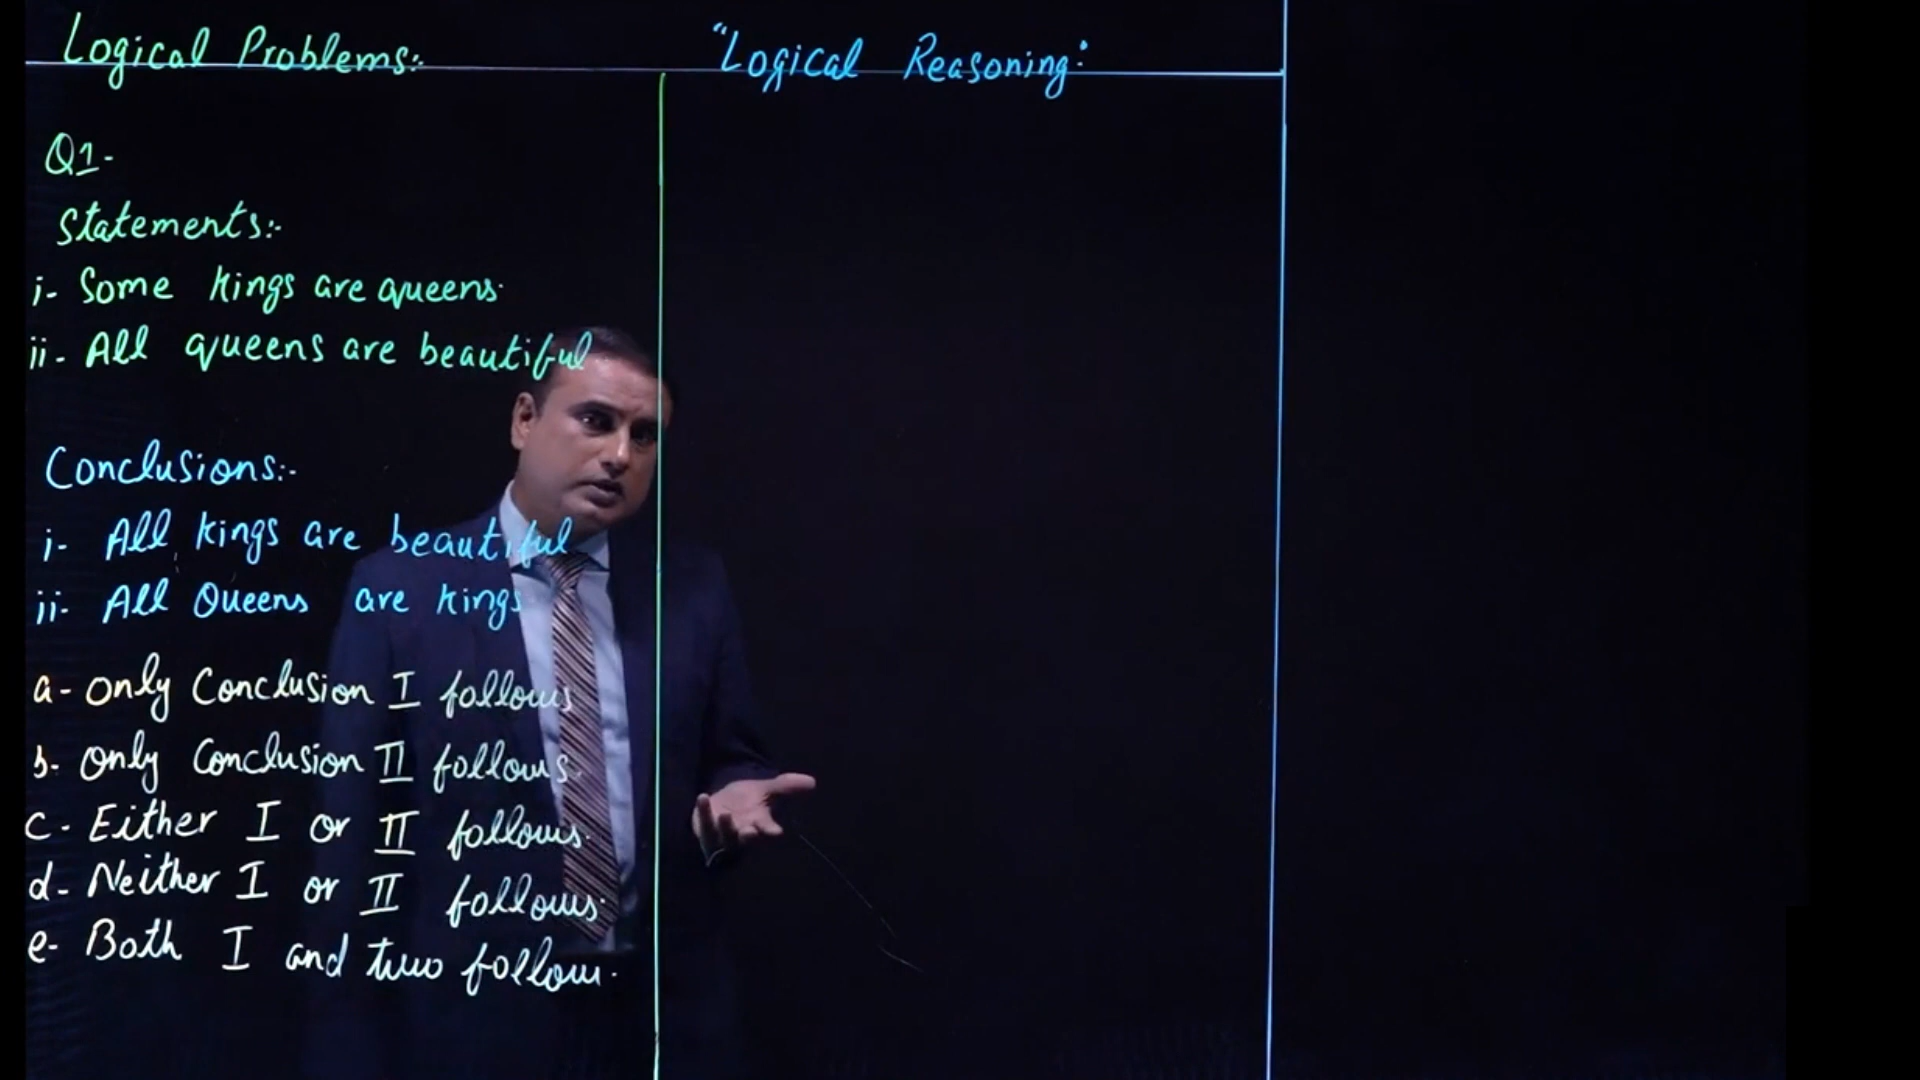 Logical Problems:-
"Logical Reasoning:"
Q1-
Statements:-
i- Some kings are queens.
ii- All queens are beautiful
Conclusions:-
i- All kings are beautiful
ii- All Queens are kings
a- only Conclusion I follows
b- Only Conclusion II follows.
c- Either I or II follows.
d- Neither I or II follows.
e- Both I and two follow.